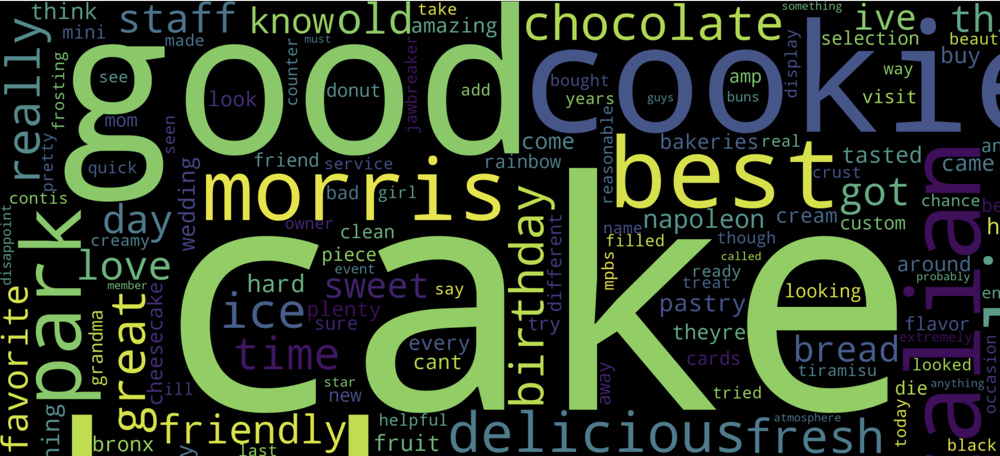 think
staff
know
old
take
amazing
chocolate
something
ive
mini
made
must
selection
really
good
cookie
counter
jawbreaker
display
buy
frosting
see
look
donut
add
bought
years
guys
amp
buns
way
visit
mom
seen
pretty
quick
friend
service
come
rainbow
reasonable
bakeries
real
best
tasted
crust
came
wedding
morris
bad
girl
owner
contis
day
creamy
clean
birthday
different
napoleon
cream
got
custom
chance
name
filled
though
called
disappoint
park
love
member
cake
piece
event
hard
sweet
say
ice
plenty
sure
time
every
cant
star
new
mpbs
ready
treat
pastry
try
theyre
cards
looking
bread
tiramisu
tried
away
around
probably
flavor
extremely
italian
looked
die
anything
occasion
favorite
grandma
great
cheesecake
ill
bronx
friendly
last
helpful
fruit
delicious
fresh
atmosphere
today
black